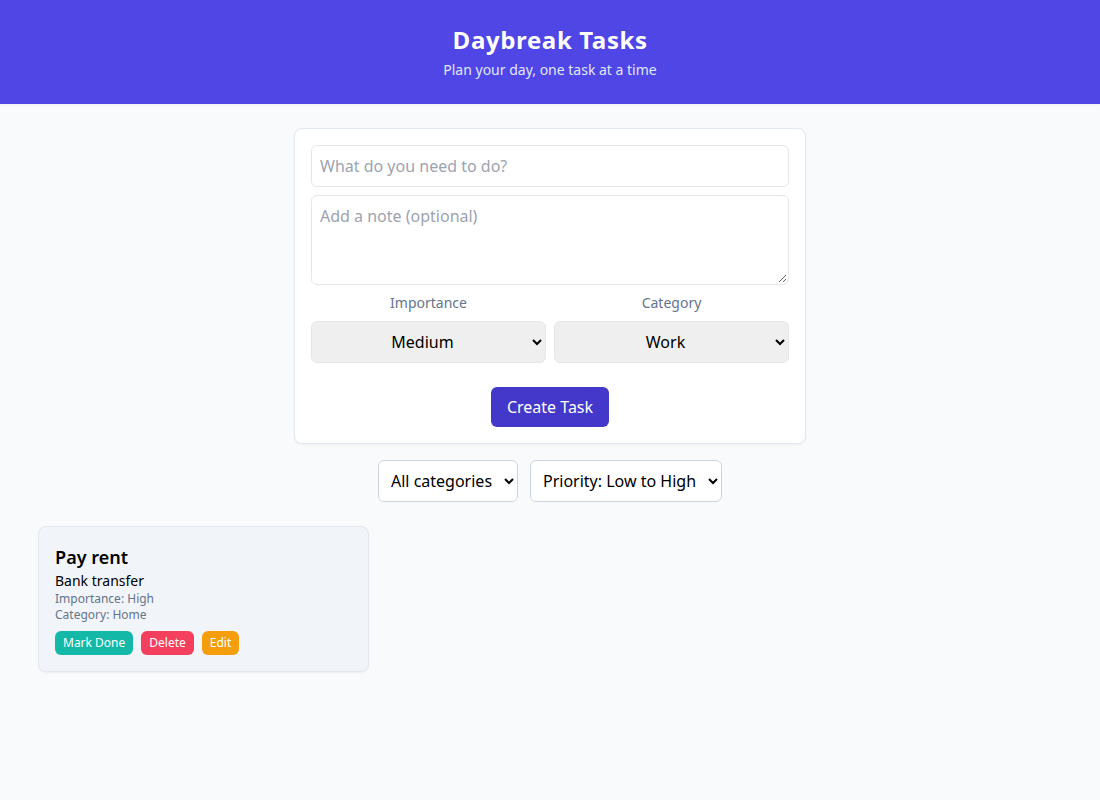 Daybreak Tasks
Plan your day, one task at a time
What do you need to do?
Add a note (optional)
Importance Category
Medium Work
Create Task
All categories Priority: Low to High
Pay rent
Bank transfer
Importance: High
Category: Home
Mark Done Delete Edit